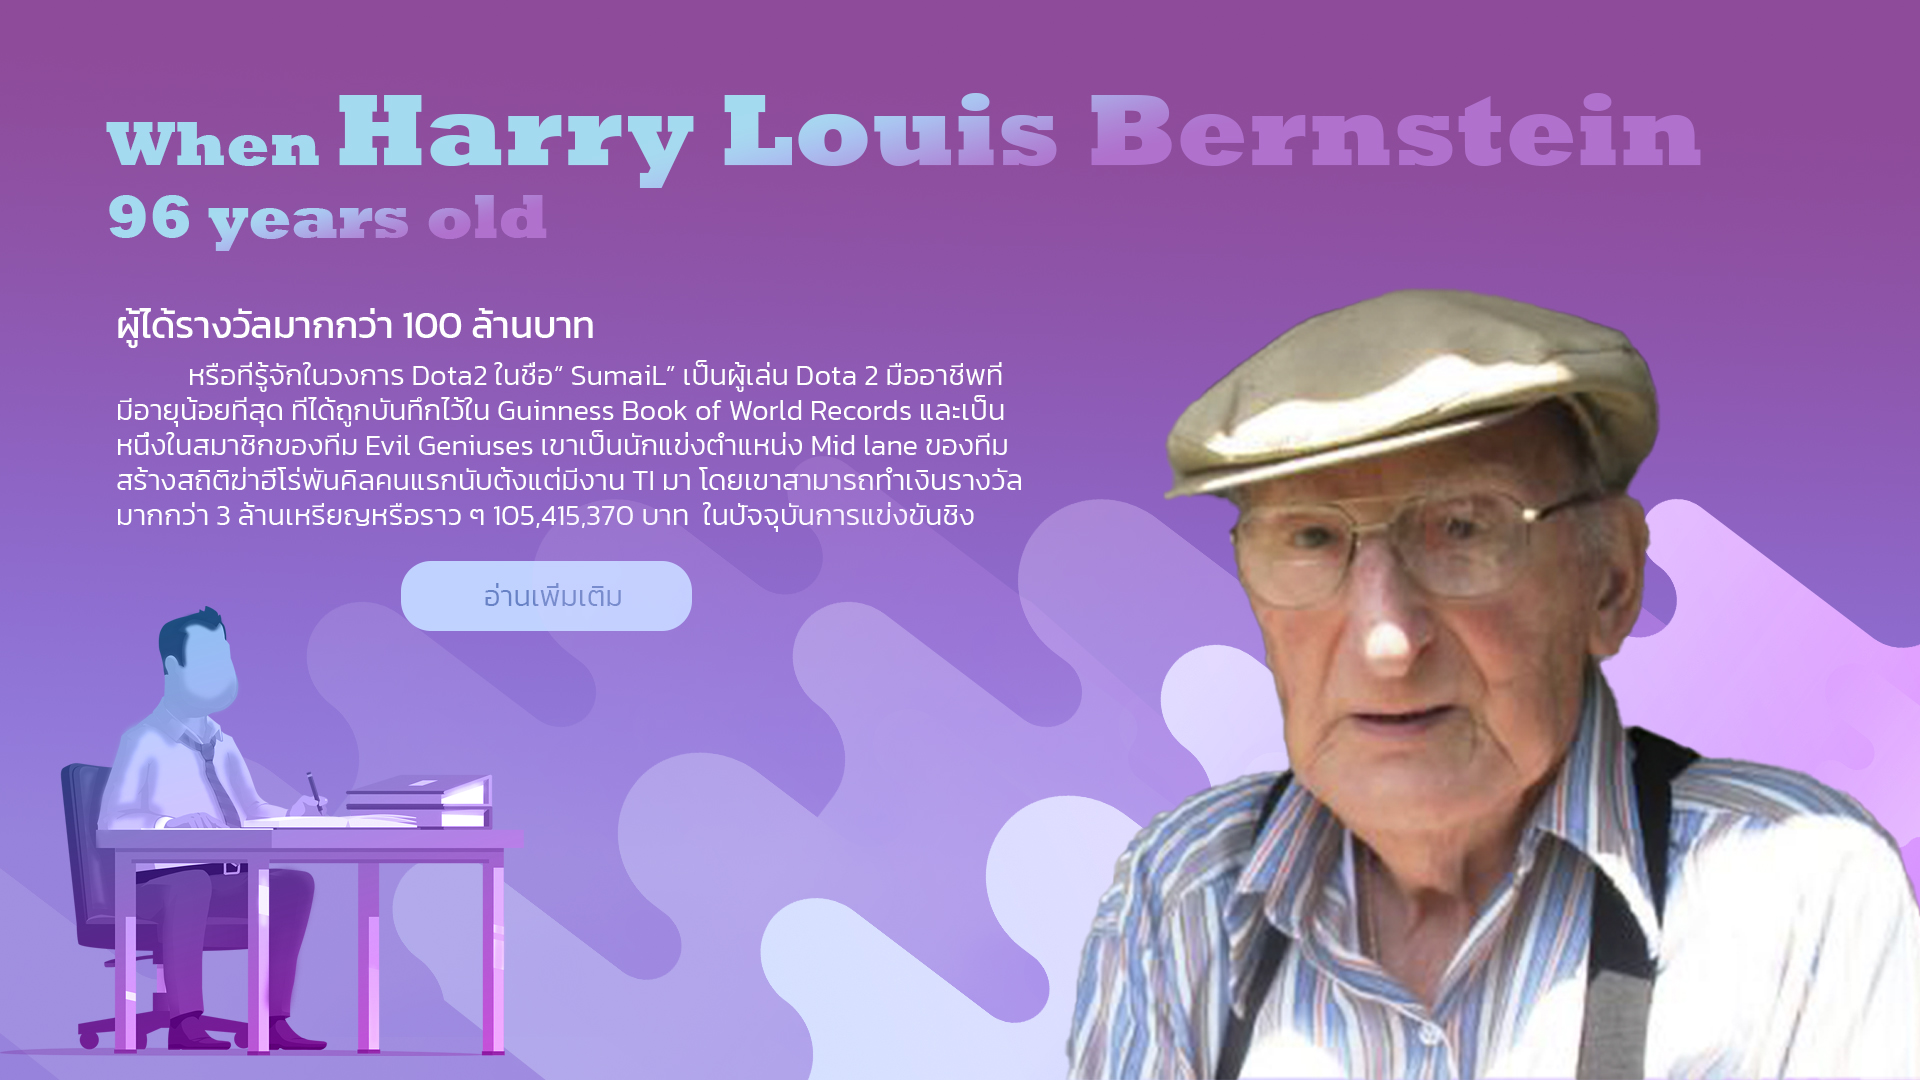 When Harry Louis Bernstein
96 years old
ผู้ได้รางวัลมากกว่า 100 ล้านบาท
หรือที่รู้จักในวงการ Dota2 ในชื่อ“ SumaiL” เป็นผู้เล่น Dota 2 มืออาชีพที่
มีอายุน้อยที่สุด ที่ได้ถูกบันทึกไว้ใน Guinness Book of World Records และเป็น
หนึ่งในสมาชิกของทีม Evil Geniuses เขาเป็นนักแข่งตำแหน่ง Mid lane ของทีม
สร้างสถิติฆ่าฮีโร่พันคิลคนแรกนับตั้งแต่มีงาน TI มา โดยเขาสามารถทำเงินรางวัล
มากกว่า 3 ล้านเหรียญหรือราว ๆ 105,415,370 บาท ในปัจจุบันการแข่งขันชิง
อ่านเพิ่มเติม